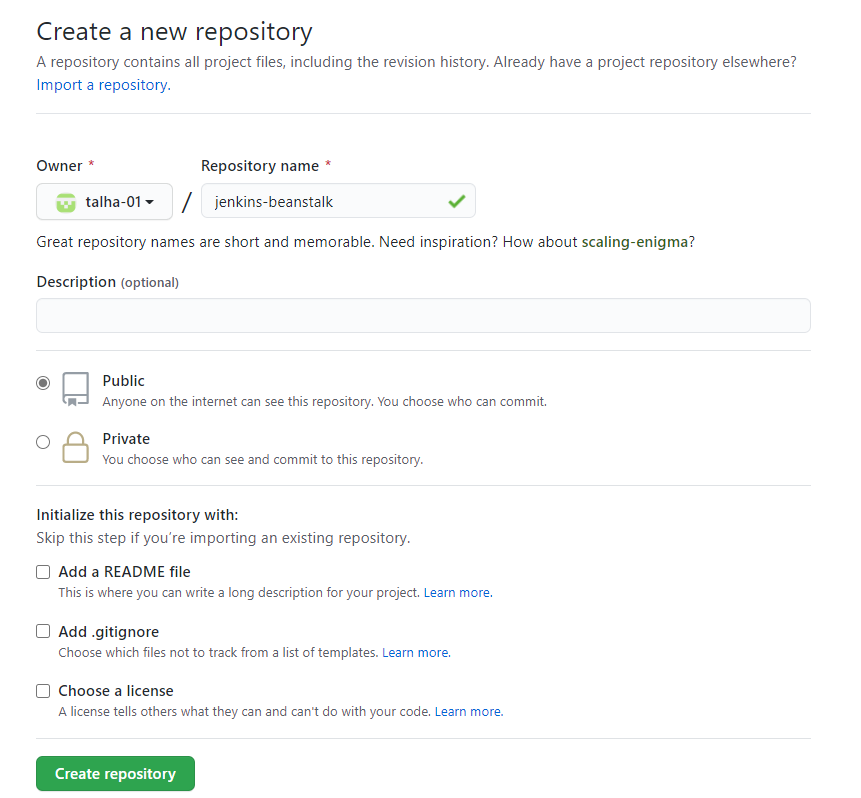 Create a new repository
A repository contains all project files, including the revision history. Already have a project repository elsewhere?
Import a repository.
Owner * Repository name *
talha-01 / jenkins-beanstalk
Great repository names are short and memorable. Need inspiration? How about scaling-enigma?
Description (optional)
Public
Anyone on the internet can see this repository. You choose who can commit.
Private
You choose who can see and commit to this repository.
Initialize this repository with:
Skip this step if you’re importing an existing repository.
Add a README file
This is where you can write a long description for your project. Learn more.
Add .gitignore
Choose which files not to track from a list of templates. Learn more.
Choose a license
A license tells others what they can and can't do with your code. Learn more.
Create repository